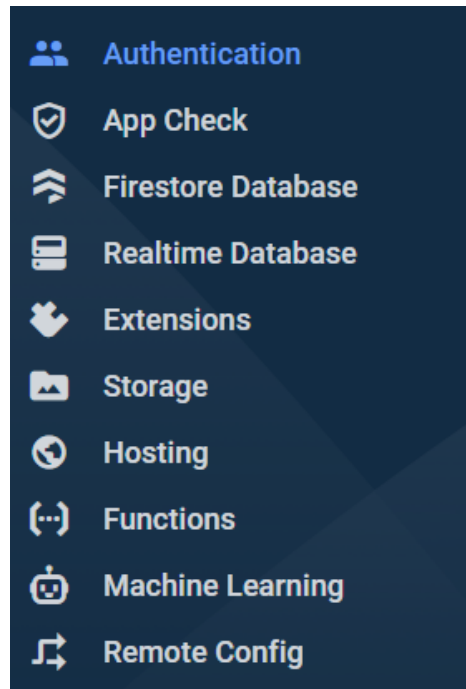 Authentication
App Check
Firestore Database
Realtime Database
Extensions
Storage
Hosting
Functions
Machine Learning
Remote Config